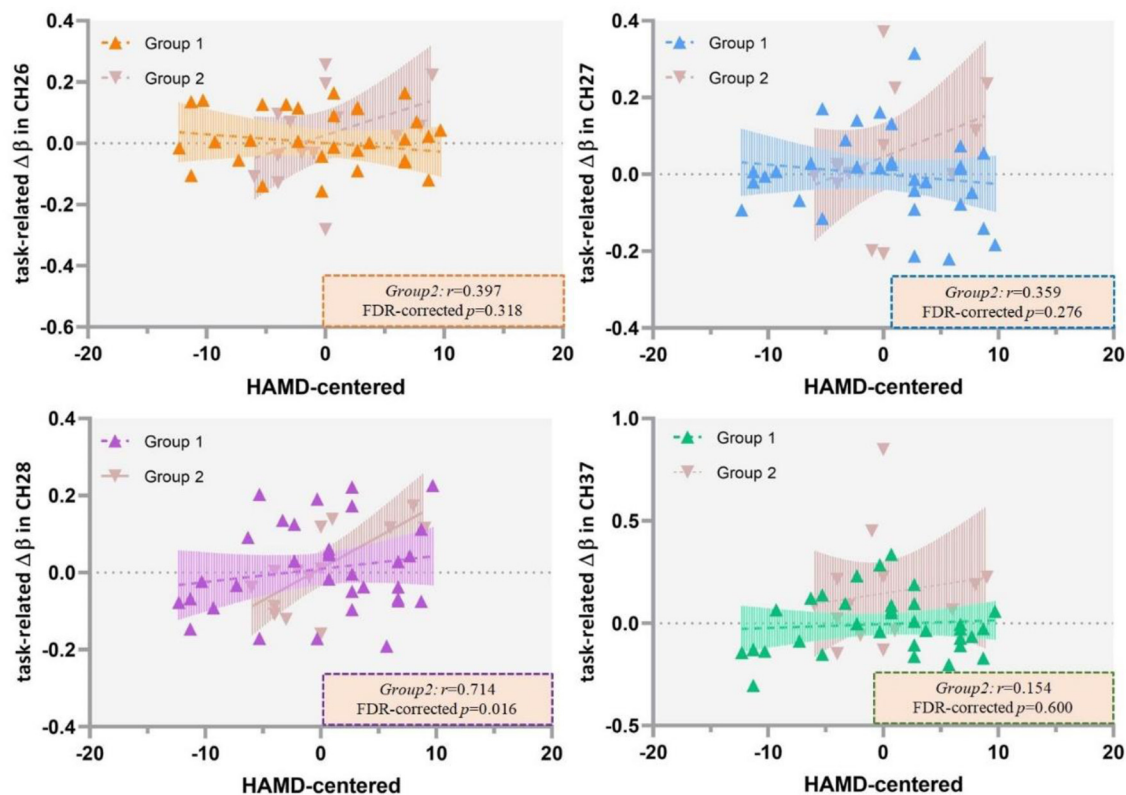 0.4
0.2
0.0
-0.2
-0.4
-0.6
task-related Δβ in CH26
Group 1
Group 2
Group2: r=0.397
FDR-corrected p=0.318
-20
-10
0
10
20
HAMD-centered
0.4
0.2
0.0
-0.2
-0.4
task-related Δβ in CH27
Group 1
Group 2
Group2: r=0.359
FDR-corrected p=0.276
-20
-10
0
10
20
HAMD-centered
0.4
0.2
0.0
-0.2
-0.4
task-related Δβ in CH28
Group 1
Group 2
Group2: r=0.714
FDR-corrected p=0.016
-20
-10
0
10
20
HAMD-centered
1.0
0.5
0.0
-0.5
task-related Δβ in CH37
Group 1
Group 2
Group2: r=0.154
FDR-corrected p=0.600
-20
-10
0
10
20
HAMD-centered